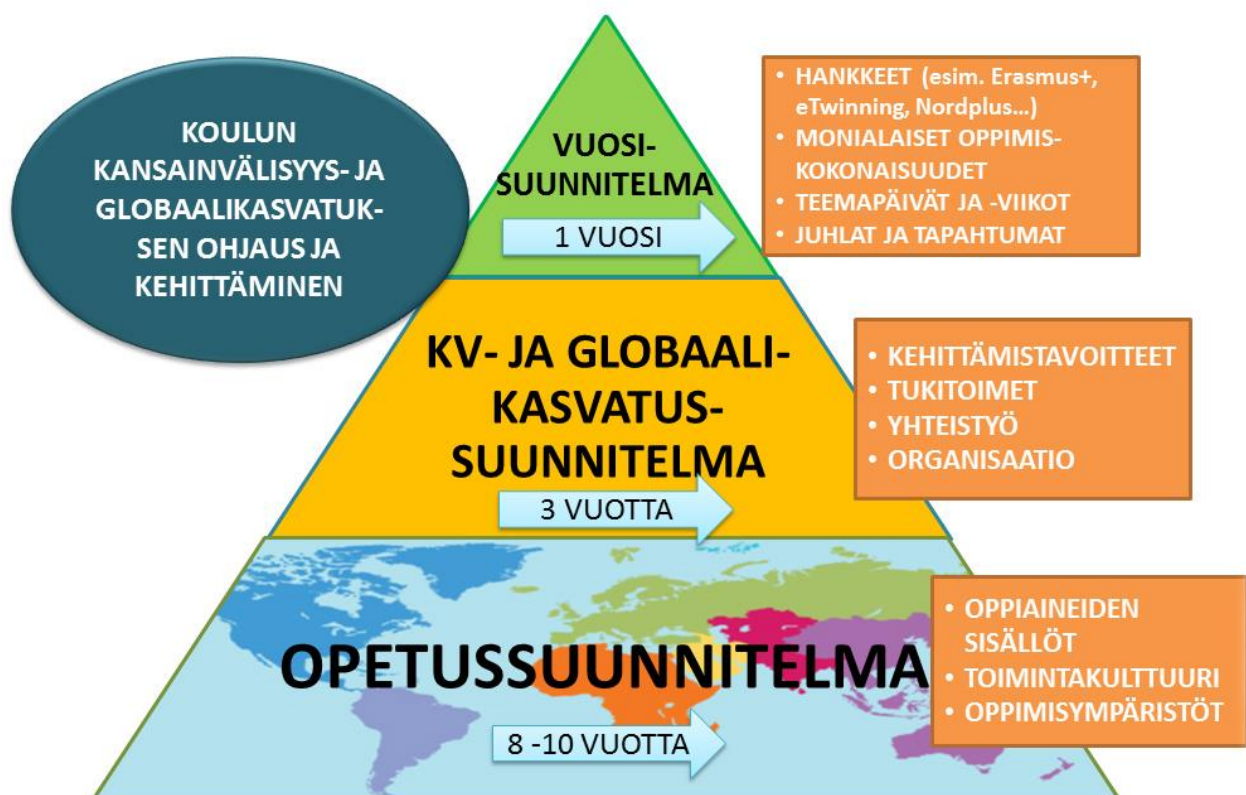 KOULUN
KANSAINVÄLISYYS- JA
GLOBAALIKASVATUK-
SEN OHJAUS JA
KEHITTÄMINEN
VUOSI-
SUUNNITELMA
1 VUOSI
• HANKKEET (esim. Erasmus+,
eTwinning, Nordplus...)
• MONIALAISET OPPIMIS-
KOKONAISUUDET
• TEEMAPÄIVÄT JA -VIIKOT
• JUHLAT JA TAPAHTUMAT
KV- JA GLOBAALI-
KASVATUS-
SUUNNITELMA
3 VUOTTA
• KEHITTÄMISTAVOITTEET
• TUKITOIMET
• YHTEISTYÖ
• ORGANISAATIO
OPETUSSUUNNITELMA
8 -10 VUOTTA
• OPPIAINEIDEN
SISÄLLÖT
• TOIMINTAKULTTUURI
• OPPIMISYMPÄRISTÖT